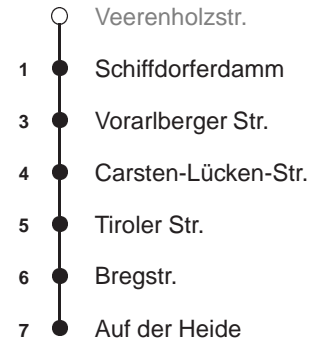 Veerenholzstr.
1 Schiffdorferdamm
3 Vorarlberger Str.
4 Carsten-Lücken-Str.
5 Tiroler Str.
6 Bregstr.
7 Auf der Heide